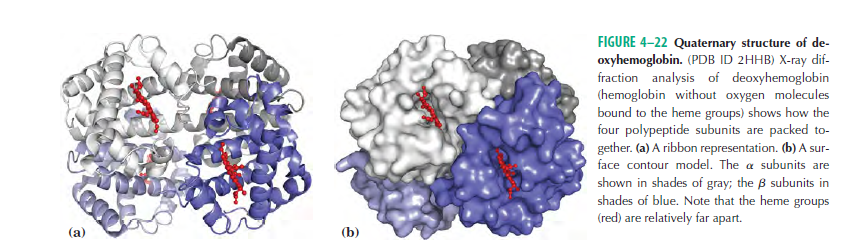 FIGURE 4–22 Quaternary structure of de-
oxyhemoglobin. (PDB ID 2HHB) X-ray dif-
fraction analysis of deoxyhemoglobin
(hemoglobin without oxygen molecules
bound to the heme groups) shows how the
four polypeptide subunits are packed to-
gether. (a) A ribbon representation. (b) A sur-
face contour model. The α subunits are
shown in shades of gray; the β subunits in
shades of blue. Note that the heme groups
(red) are relatively far apart.
(a)
(b)